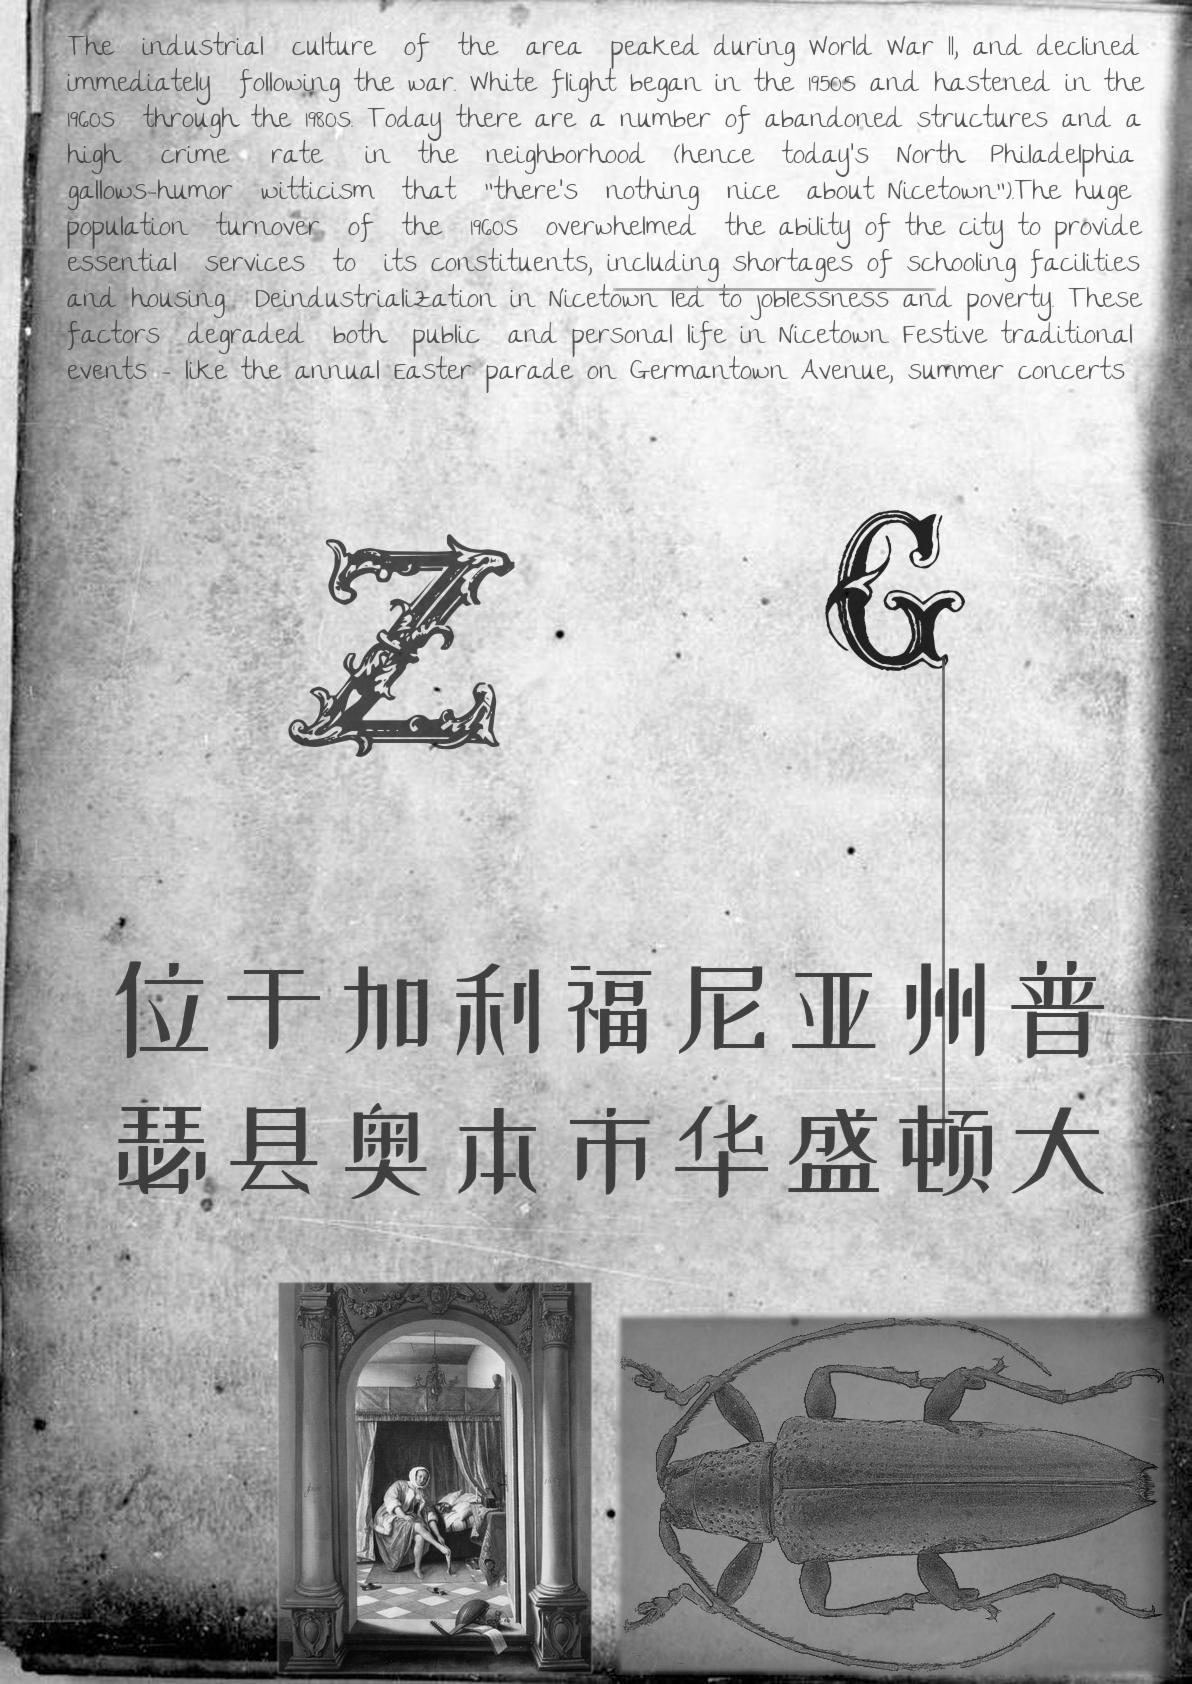 The industrial culture of the area peaked during World War II, and declined
immediately following the war. White flight began in the 1950s and hastened in the
1960s through the 1980s. Today there are a number of abandoned structures and a
high crime rate in the neighborhood (hence today's North Philadelphia
gallows-humor witticism that "there's nothing nice about Nicetown").The huge
population turnover of the 1960s overwhelmed the ability of the city to provide
essential services to its constituents, including shortages of schooling facilities
and housing. Deindustrialization in Nicetown led to joblessness and poverty. These
factors degraded both public and personal life in Nicetown. Festive traditional
events - like the annual Easter parade on Germantown Avenue, summer concerts
Z G
位于加利福尼亚州普
瑟县奥本市华盛顿大